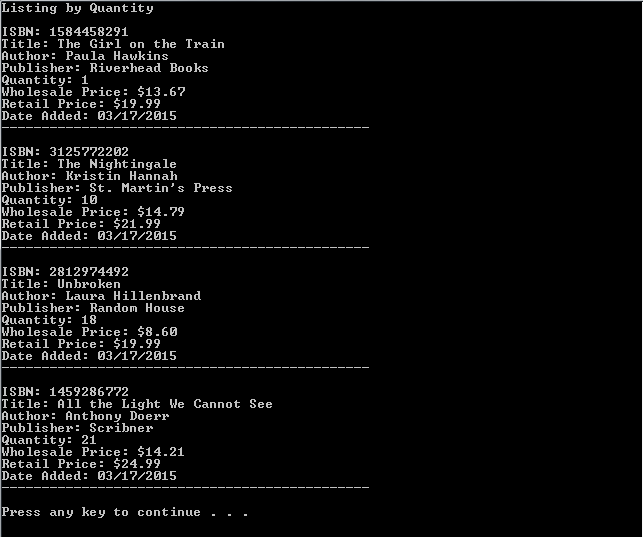 Listing by Quantity
ISBN: 1584458291
Title: The Girl on the Train
Author: Paula Hawkins
Publisher: Riverhead Books
Quantity: 1
Wholesale Price: $13.67
Retail Price: $19.99
Date Added: 03/17/2015
----------------------------------------------
ISBN: 3125772202
Title: The Nightingale
Author: Kristin Hannah
Publisher: St. Martin's Press
Quantity: 10
Wholesale Price: $14.79
Retail Price: $21.99
Date Added: 03/17/2015
----------------------------------------------
ISBN: 2812974492
Title: Unbroken
Author: Laura Hillenbrand
Publisher: Random House
Quantity: 18
Wholesale Price: $8.60
Retail Price: $19.99
Date Added: 03/17/2015
----------------------------------------------
ISBN: 1459286772
Title: All the Light We Cannot See
Author: Anthony Doerr
Publisher: Scribner
Quantity: 21
Wholesale Price: $14.21
Retail Price: $24.99
Date Added: 03/17/2015
----------------------------------------------
Press any key to continue . . .